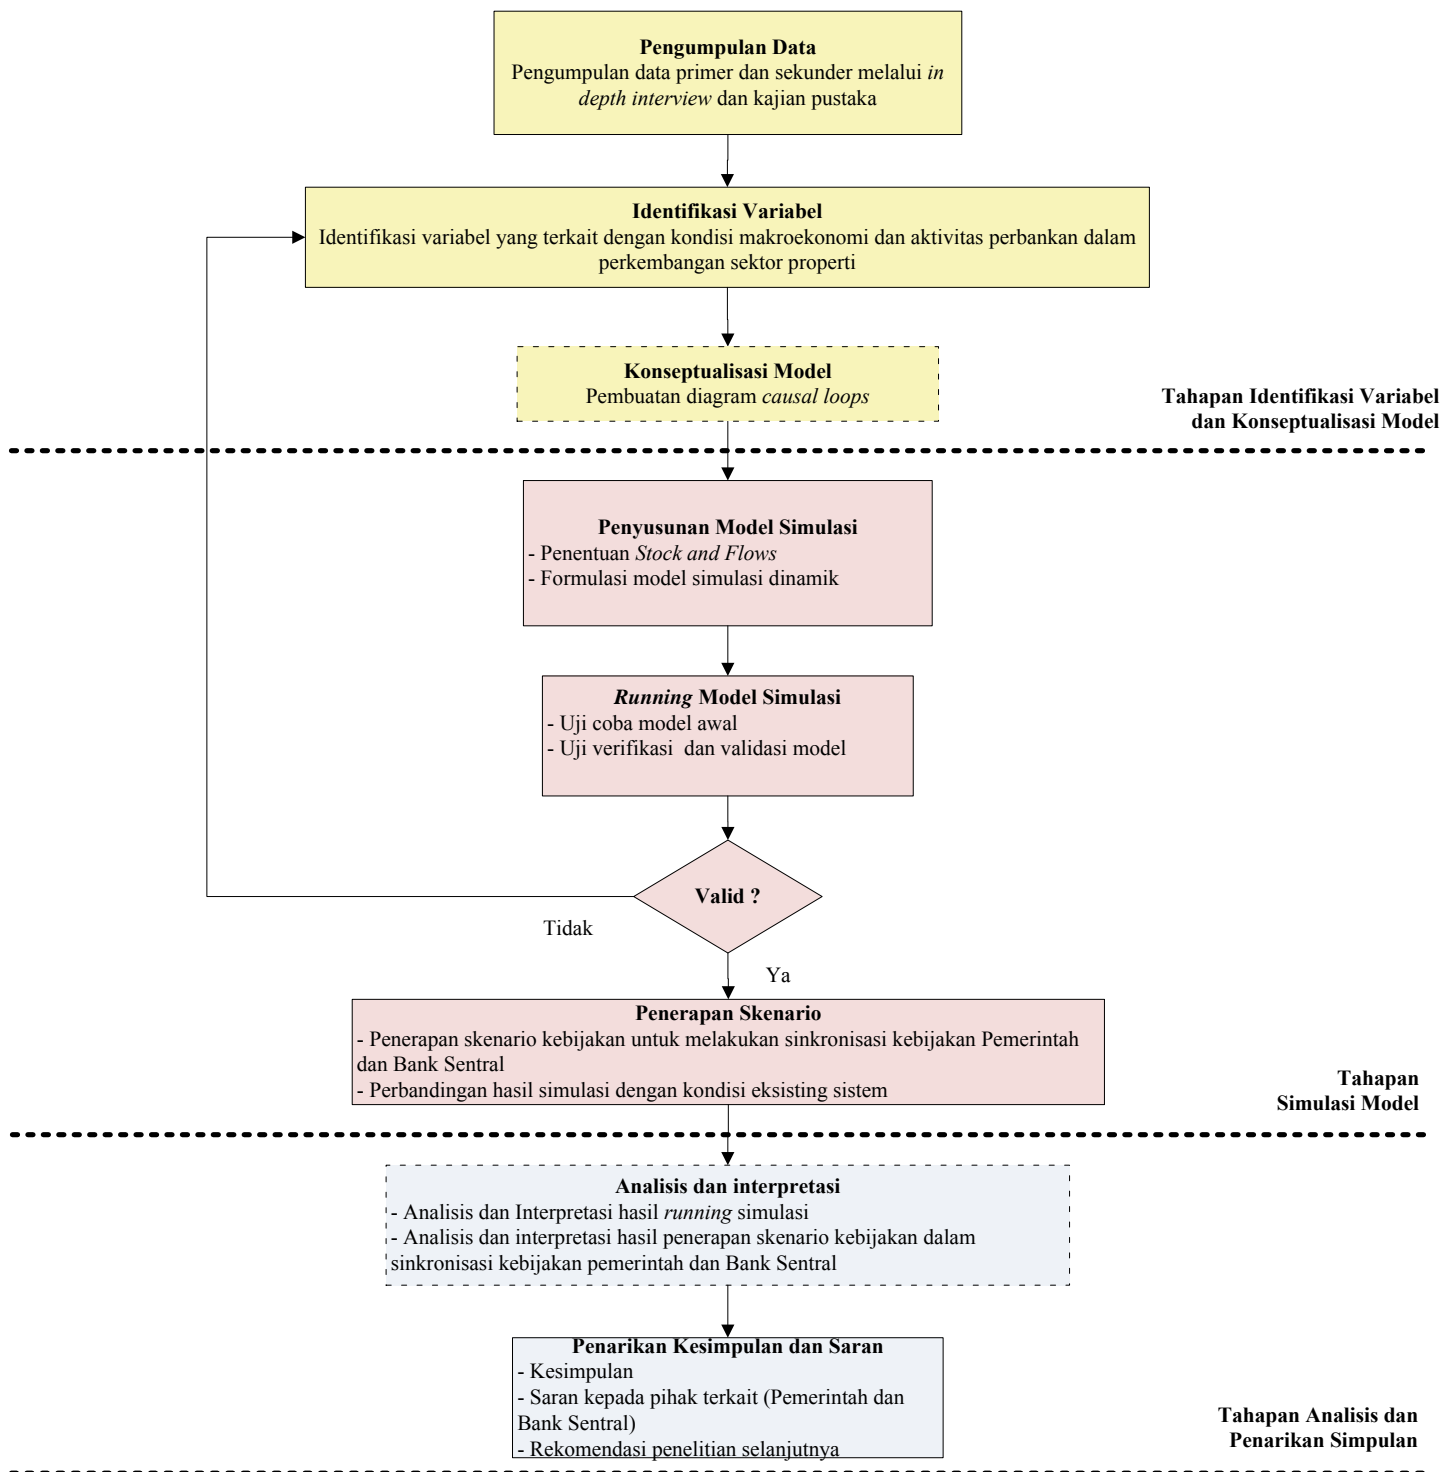 Pengumpulan Data
Pengumpulan data primer dan sekunder melalui in
depth interview dan kajian pustaka
Identifikasi Variabel
Identifikasi variabel yang terkait dengan kondisi makroekonomi dan aktivitas perbankan dalam
perkembangan sektor properti
Konseptualisasi Model
Pembuatan diagram causal loops
Tahapan Identifikasi Variabel
dan Konseptualisasi Model
Penyusunan Model Simulasi
- Penentuan Stock and Flows
- Formulasi model simulasi dinamik
Running Model Simulasi
- Uji coba model awal
- Uji verifikasi  dan validasi model
Valid ?
Tidak
Ya
Penerapan Skenario
- Penerapan skenario kebijakan untuk melakukan sinkronisasi kebijakan Pemerintah
dan Bank Sentral
- Perbandingan hasil simulasi dengan kondisi eksisting sistem
Tahapan
Simulasi Model
Analisis dan interpretasi
- Analisis dan Interpretasi hasil running simulasi
- Analisis dan interpretasi hasil penerapan skenario kebijakan dalam
sinkronisasi kebijakan pemerintah dan Bank Sentral
Penarikan Kesimpulan dan Saran
- Kesimpulan
- Saran kepada pihak terkait (Pemerintah dan
Bank Sentral)
- Rekomendasi penelitian selanjutnya
Tahapan Analisis dan
Penarikan Simpulan